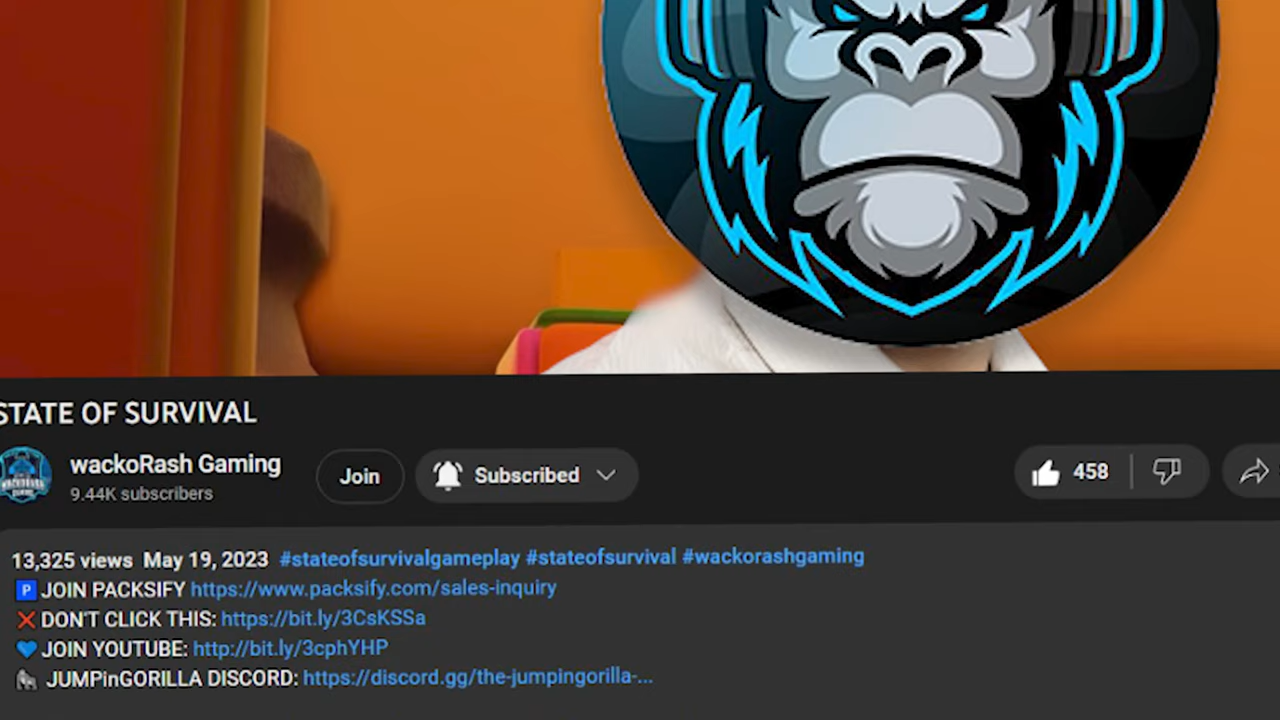 STATE OF SURVIVAL
wackoRash Gaming
9.44K subscribers
Join
Subscribed
458
13,325 views May 19, 2023 #stateofsurvivalgameplay #stateofsurvival #wackorashgaming
P JOIN PACKSIFY https://www.packsify.com/sales-inquiry
DON'T CLICK THIS: https://bit.ly/3CsKSSa
JOIN YOUTUBE: http://bit.ly/3cphYHP
JUMPinGORILLA DISCORD: https://discord.gg/the-jumpingorilla-...